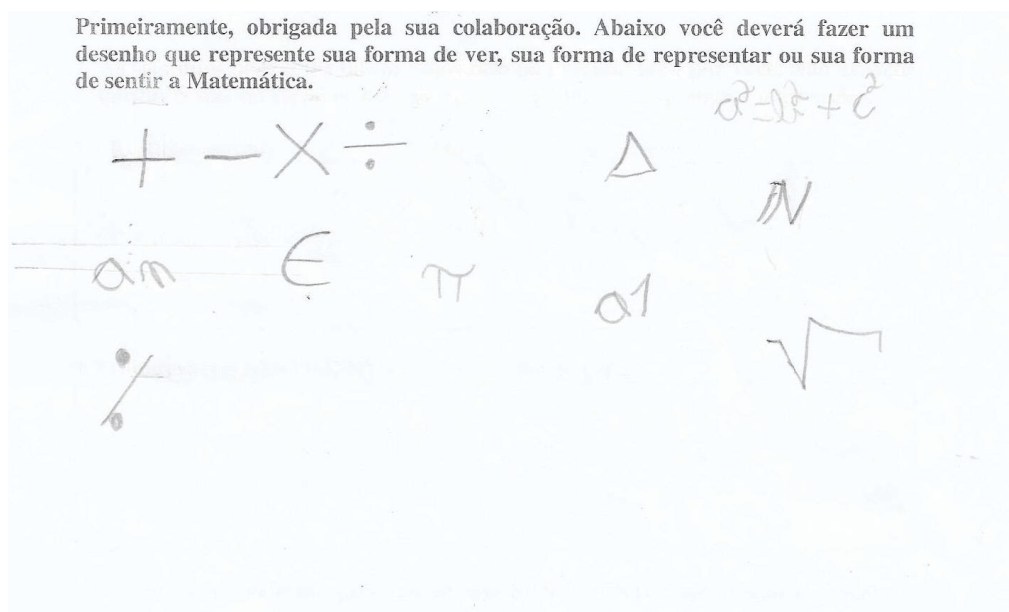 Primeiramente, obrigada pela sua colaboração. Abaixo você deverá fazer um
desenho que represente sua forma de ver, sua forma de representar ou sua forma
de sentir a Matemática.
a²=b²+c²
+ − × ÷ Δ
ℕ
an ∈ π a1
√
%